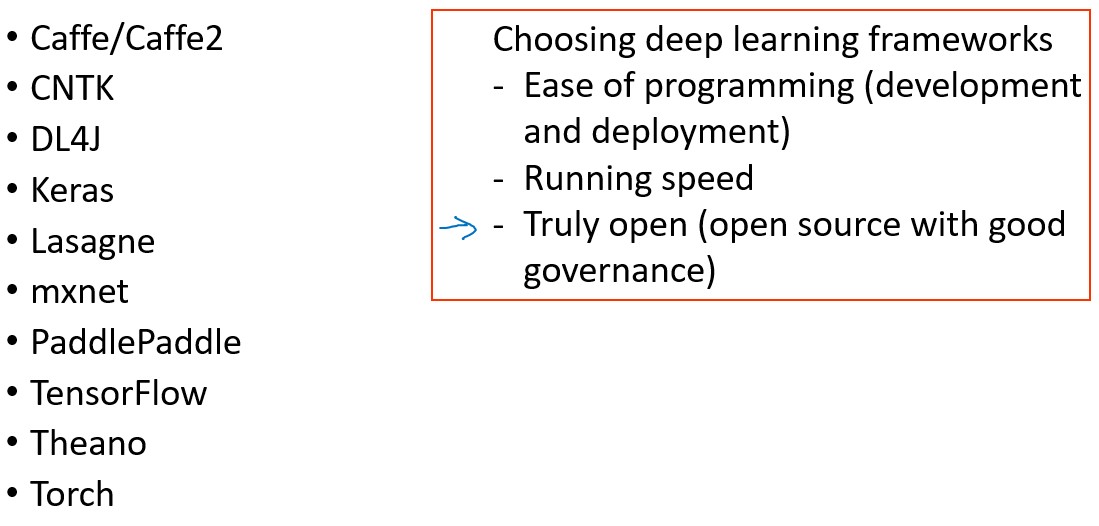 • Caffe/Caffe2
• CNTK
• DL4J
• Keras
• Lasagne
• mxnet
• PaddlePaddle
• TensorFlow
• Theano
• Torch
Choosing deep learning frameworks
- Ease of programming (development
and deployment)
- Running speed
- Truly open (open source with good
governance)